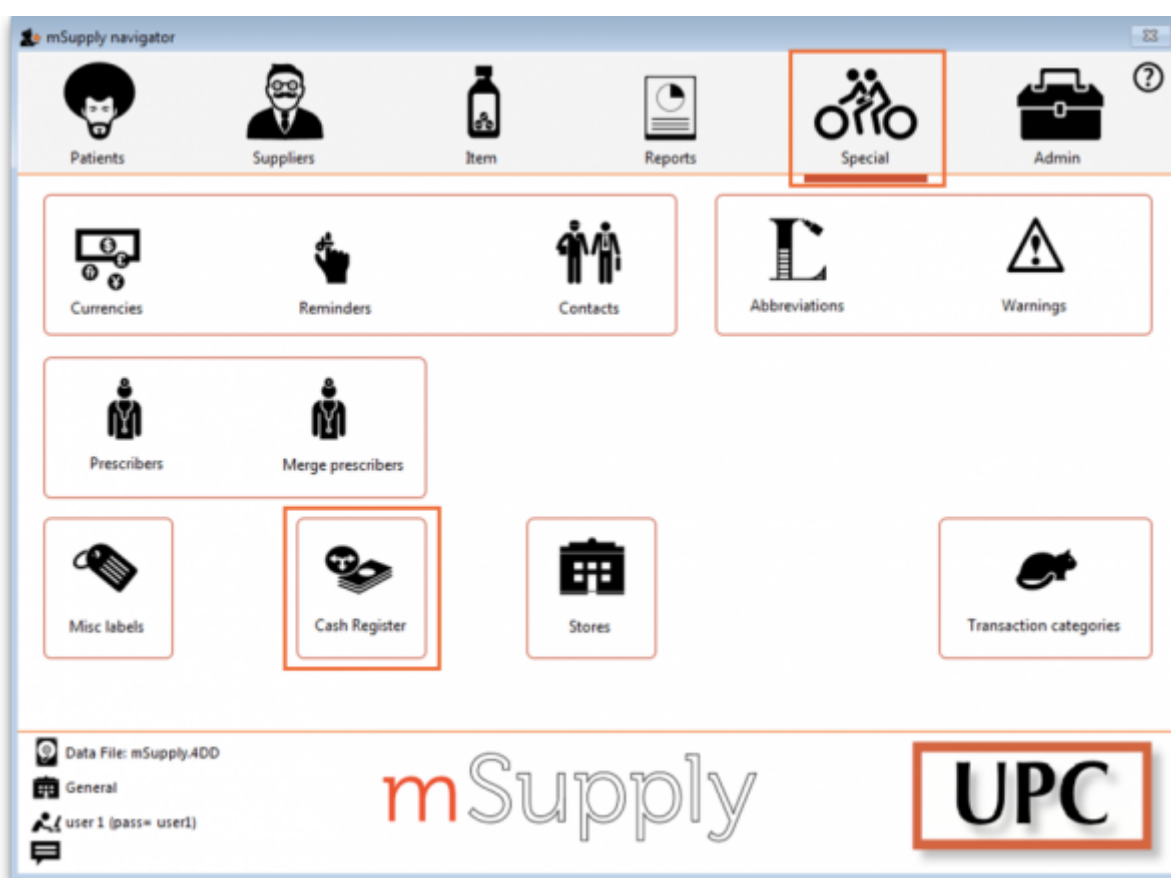 mSupply navigator
Patients Suppliers Item Reports Special Admin ?
Currencies Reminders Contacts Abbreviations Warnings
Prescribers Merge prescribers
Misc labels Cash Register Stores Transaction categories
Data File: mSupply.4DD
General
user 1 (pass= user1)
mSupply
UPC